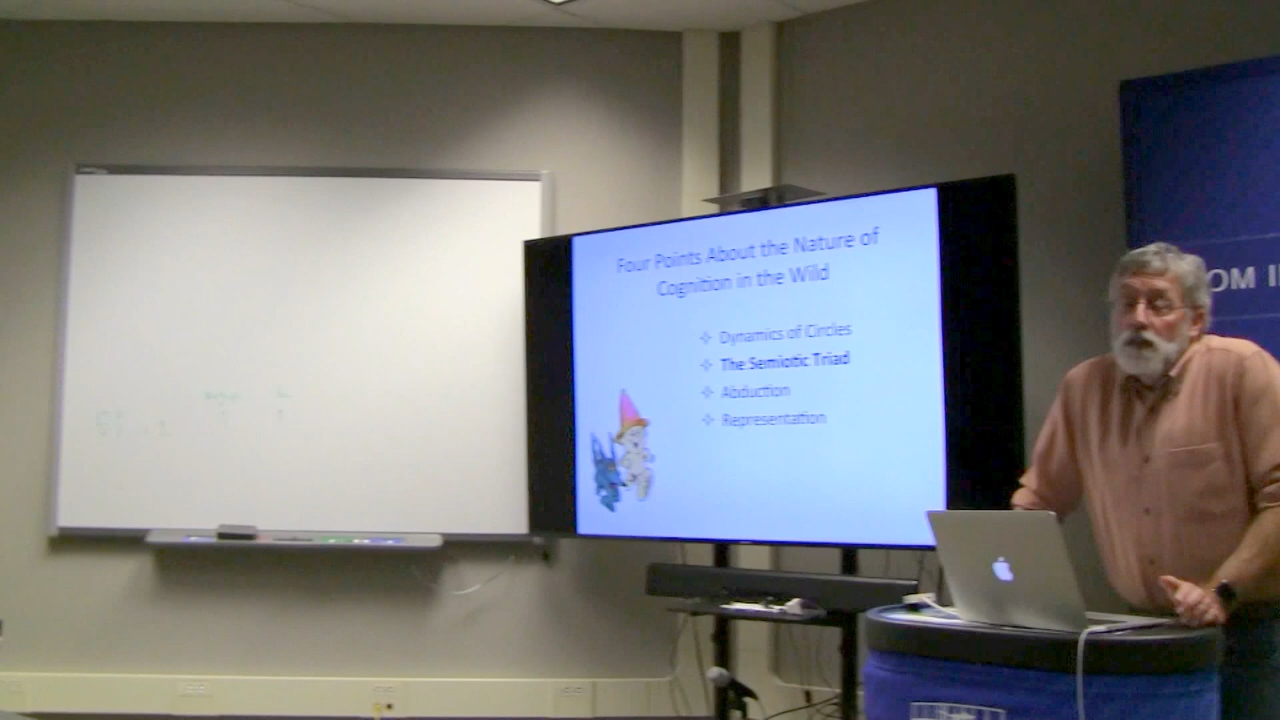 Four Points About the Nature of
Cognition in the Wild
Dynamics of Circles
The Semiotic Triad
Abduction
Representation
OM